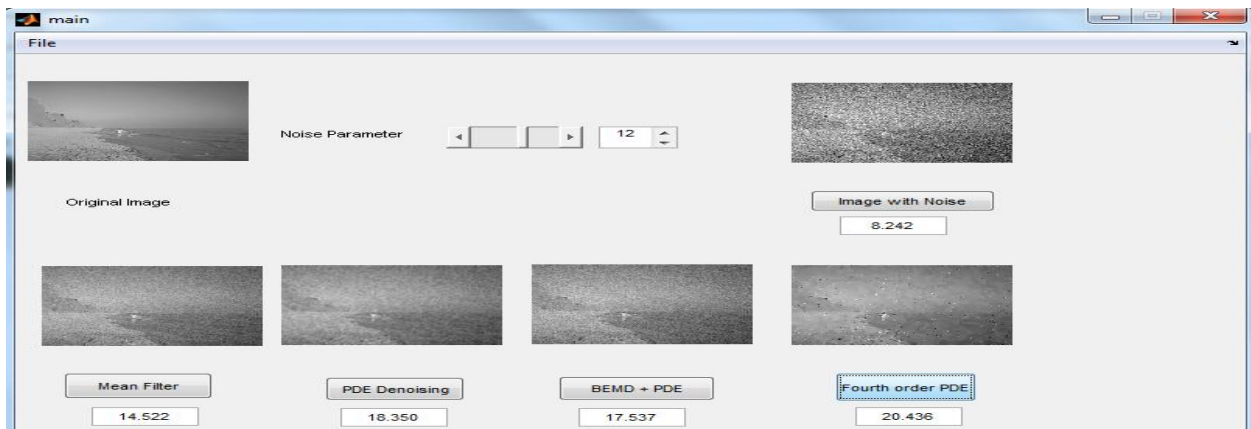 main
File
Noise Parameter 12
Original Image
Image with Noise
8.242
Mean Filter
PDE Denoising
BEMD + PDE
Fourth order PDE
14.522
18.350
17.537
20.436